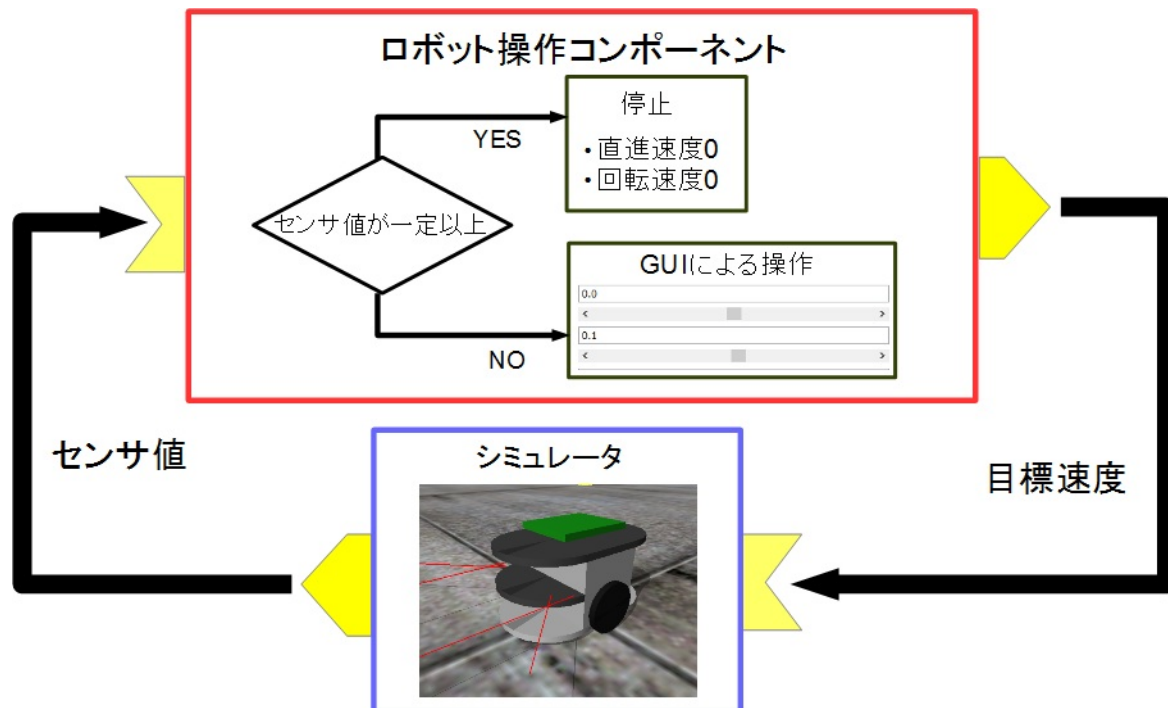 ロボット操作コンポーネント
停止
YES
・直進速度0
・回転速度0
センサ値が一定以上
GUIによる操作
0.0
< >
0.1
< >
NO
センサ値
シミュレータ
目標速度